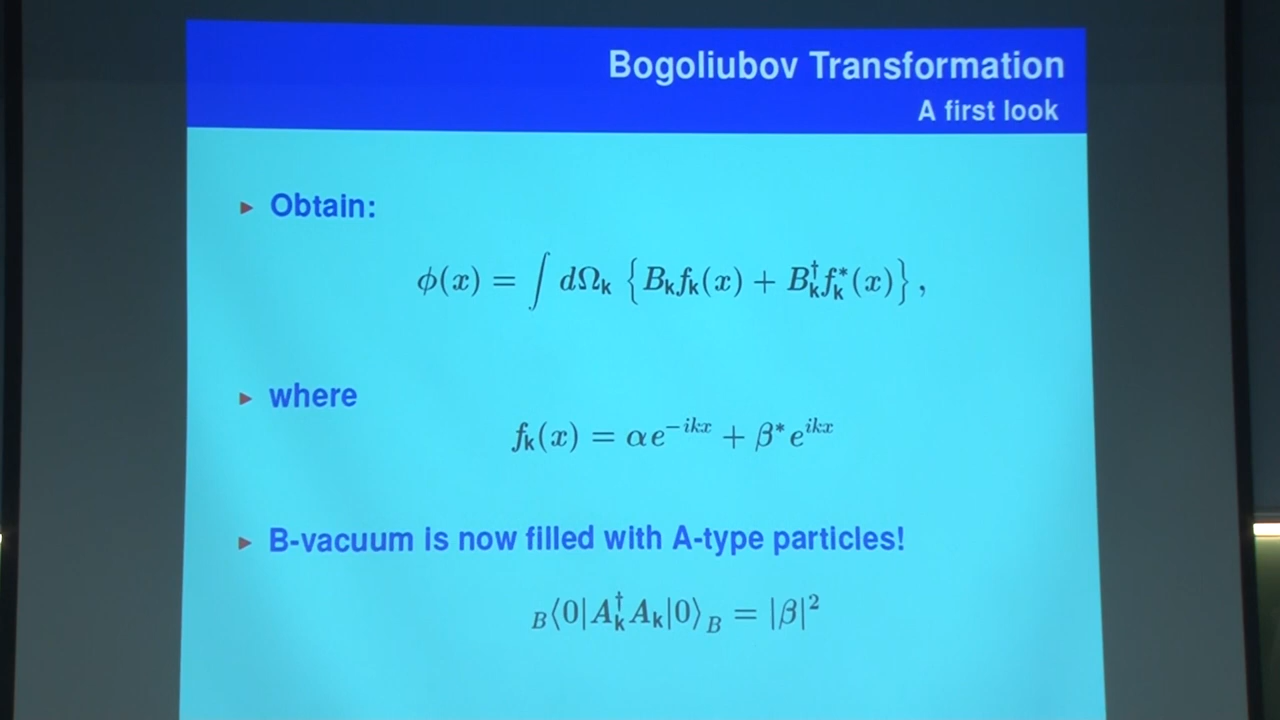 Bogoliubov Transformation
A first look
▶ Obtain:
ϕ(x) = ∫ dΩ_k {B_k f_k(x) + B_k^† f_k^*(x)},
▶ where
f_k(x) = αe^{−ikx} + β^* e^{ikx}
▶ B-vacuum is now filled with A-type particles!
_B⟨0|A_k^† A_k|0⟩_B = |β|^2